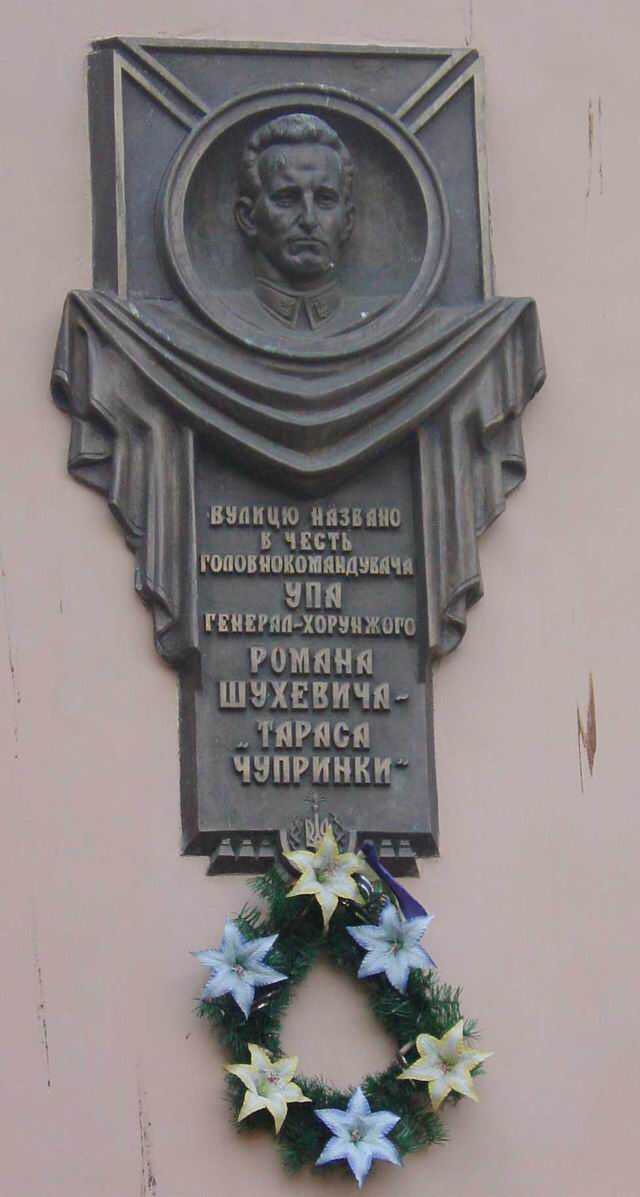 ВУЛИЦЮ НАЗВАНО
В ЧЕСТЬ
ГОЛОВНОКОМАНДУВАЧА
УПА
ГЕНЕРАЛ-ХОРУНЖОГО
РОМАНА
ШУХЕВИЧА-
„ТАРАСА
ЧУПРИНКИ“